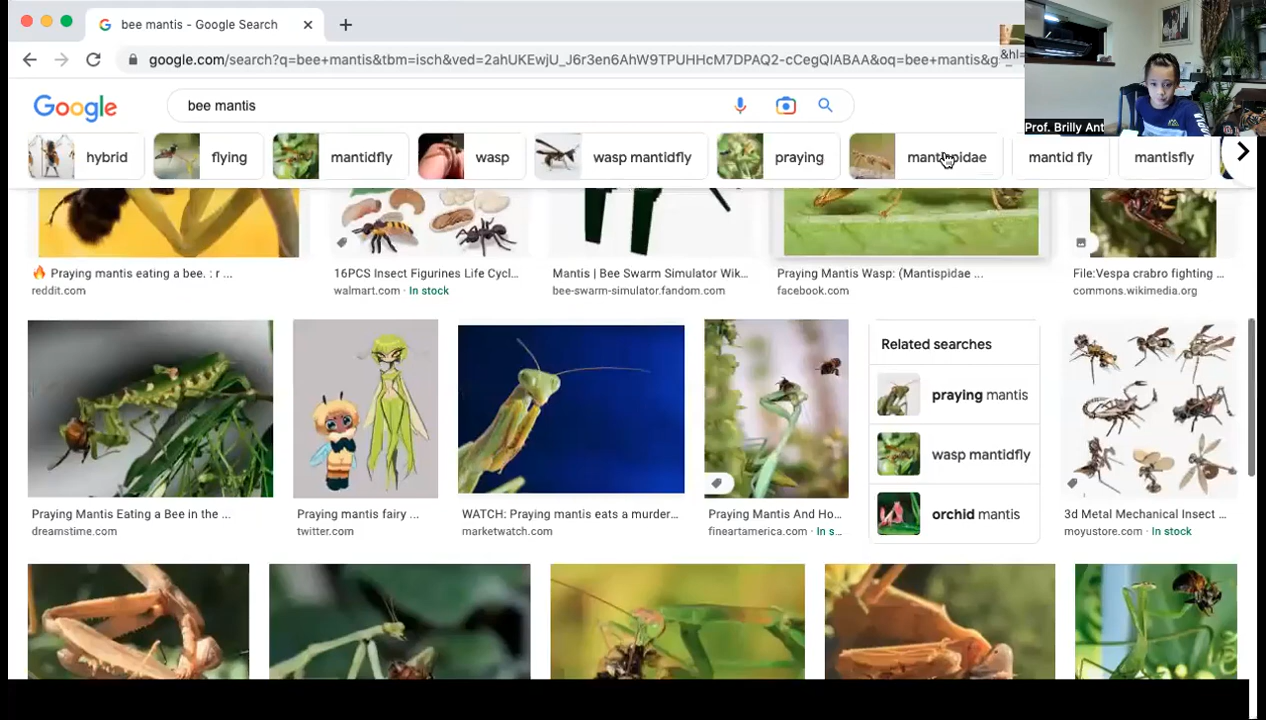 bee mantis - Google Search
google.com/search?q=bee+mantis&tbm=isch&ved=2ahUKEwjU_J6r3en6AhW9TPUHHcM7DPAQ2-cCegQIABAA&oq=bee+mantis&g
&hl=
Prof. Brilly Ant
Google
bee mantis
hybrid
flying
mantidfly
wasp
wasp mantidfly
praying
mantispidae
mantid fly
mantisfly
🔥 Praying mantis eating a bee. : r ...
reddit.com
16PCS Insect Figurines Life Cycl...
walmart.com · In stock
Mantis | Bee Swarm Simulator Wik...
bee-swarm-simulator.fandom.com
Praying Mantis Wasp: (Mantispidae ...
facebook.com
File:Vespa crabro fighting ...
commons.wikimedia.org
Related searches
praying mantis
wasp mantidfly
orchid mantis
Praying Mantis Eating a Bee in the ...
dreamstime.com
Praying mantis fairy ...
twitter.com
WATCH: Praying mantis eats a murder...
marketwatch.com
Praying Mantis And Ho...
fineartamerica.com · In s...
3d Metal Mechanical Insect ...
moyustore.com · In stock